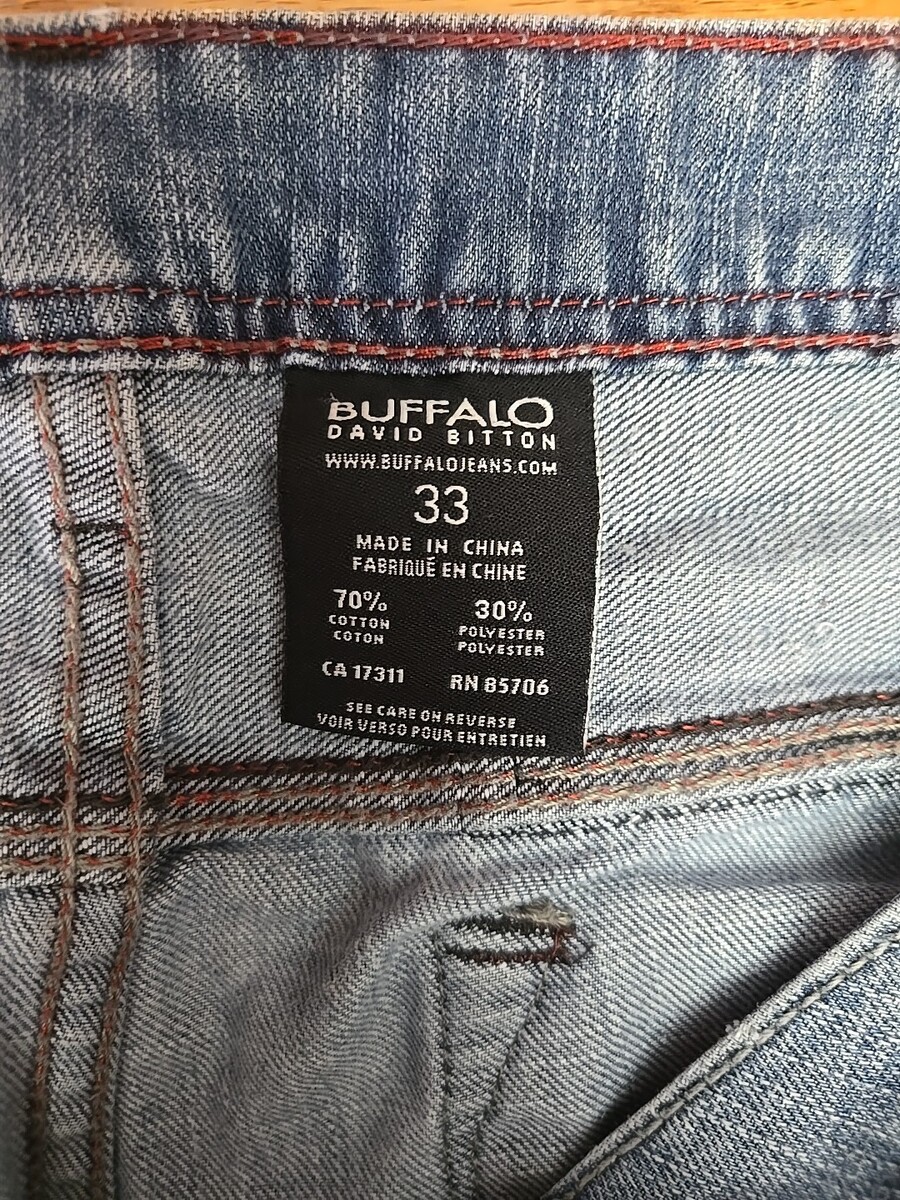 BUFFALO
DAVID BITTON
WWW.BUFFALOJEANS.COM
33
MADE IN CHINA
FABRIQUÉ EN CHINE
70% 30%
COTTON POLYESTER
COTON POLYESTER
CA 17311 RN 85706
SEE CARE ON REVERSE
VOIR VERSO POUR ENTRETIEN